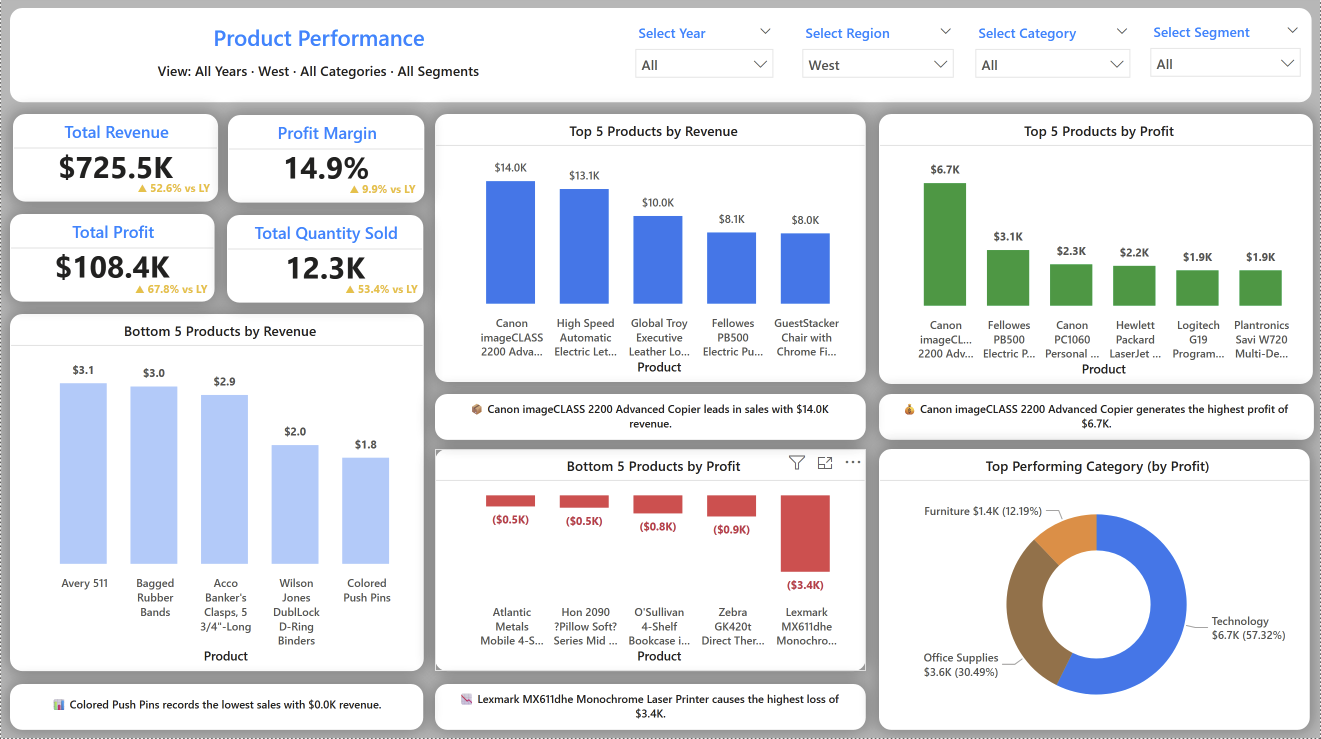 Product Performance
View: All Years · West · All Categories · All Segments
Select Year
All
Select Region
West
Select Category
All
Select Segment
All
Total Revenue
$725.5K
▲ 52.6% vs LY
Profit Margin
14.9%
▲ 9.9% vs LY
Total Profit
$108.4K
▲ 67.8% vs LY
Total Quantity Sold
12.3K
▲ 53.4% vs LY
Top 5 Products by Revenue
$14.0K
$13.1K
$10.0K
$8.1K
$8.0K
Canon
imageCLASS
2200 Adva...
High Speed
Automatic
Electric Let...
Global Troy
Executive
Leather Lo...
Fellowes
PB500
Electric Pu...
GuestStacker
Chair with
Chrome Fi...
Product
Canon imageCLASS 2200 Advanced Copier leads in sales with $14.0K
revenue.
Top 5 Products by Profit
$6.7K
$3.1K
$2.3K
$2.2K
$1.9K
$1.9K
Canon
imageCL...
2200 Adv...
Fellowes
PB500
Electric P...
Canon
PC1060
Personal ...
Hewlett
Packard
LaserJet ...
Logitech
G19
Program...
Plantronics
Savi W720
Multi-De...
Product
Canon imageCLASS 2200 Advanced Copier generates the highest profit of
$6.7K.
Bottom 5 Products by Revenue
$3.1
$3.0
$2.9
$2.0
$1.8
Avery 511
Bagged
Rubber
Bands
Acco
Banker's
Clasps, 5
3/4"-Long
Wilson
Jones
DublLock
D-Ring
Binders
Colored
Push Pins
Product
Colored Push Pins records the lowest sales with $0.0K revenue.
Bottom 5 Products by Profit
($0.5K)
($0.5K)
($0.8K)
($0.9K)
($3.4K)
Atlantic
Metals
Mobile 4-S...
Hon 2090
?Pillow Soft?
Series Mid ...
O'Sullivan
4-Shelf
Bookcase i...
Zebra
GK420t
Direct Ther...
Lexmark
MX611dhe
Monochro...
Product
Lexmark MX611dhe Monochrome Laser Printer causes the highest loss of
$3.4K.
Top Performing Category (by Profit)
Furniture $1.4K (12.19%)
Technology
$6.7K (57.32%)
Office Supplies
$3.6K (30.49%)